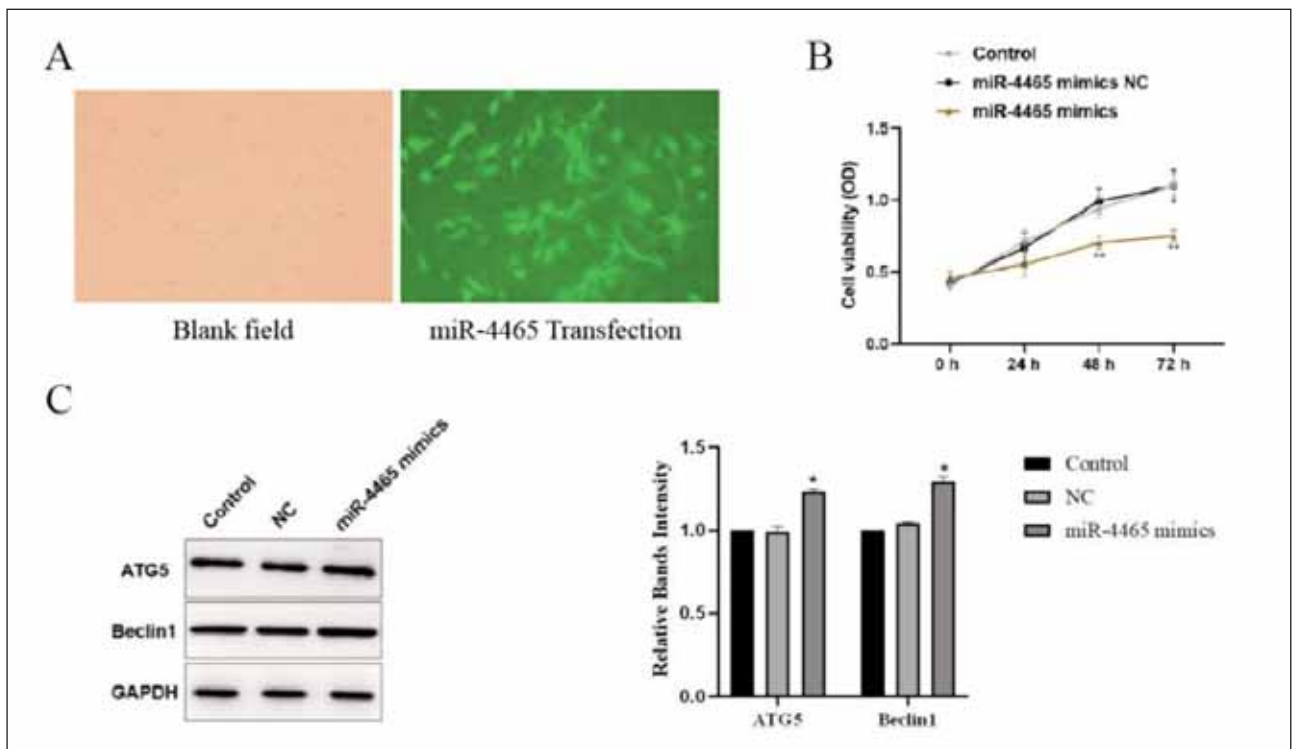 A
Blank field
miR-4465 Transfection
B
Control
miR-4465 mimics NC
miR-4465 mimics
Cell viability (OD)
1.5
1.0
0.5
0.0
0 h
24 h
48 h
72 h
**
**
C
Control
NC
miR-4465 mimics
ATG5
Beclin1
GAPDH
Relative Bands Intensity
1.5
1.0
0.5
0.0
*
*
ATG5
Beclin1
Control
NC
miR-4465 mimics